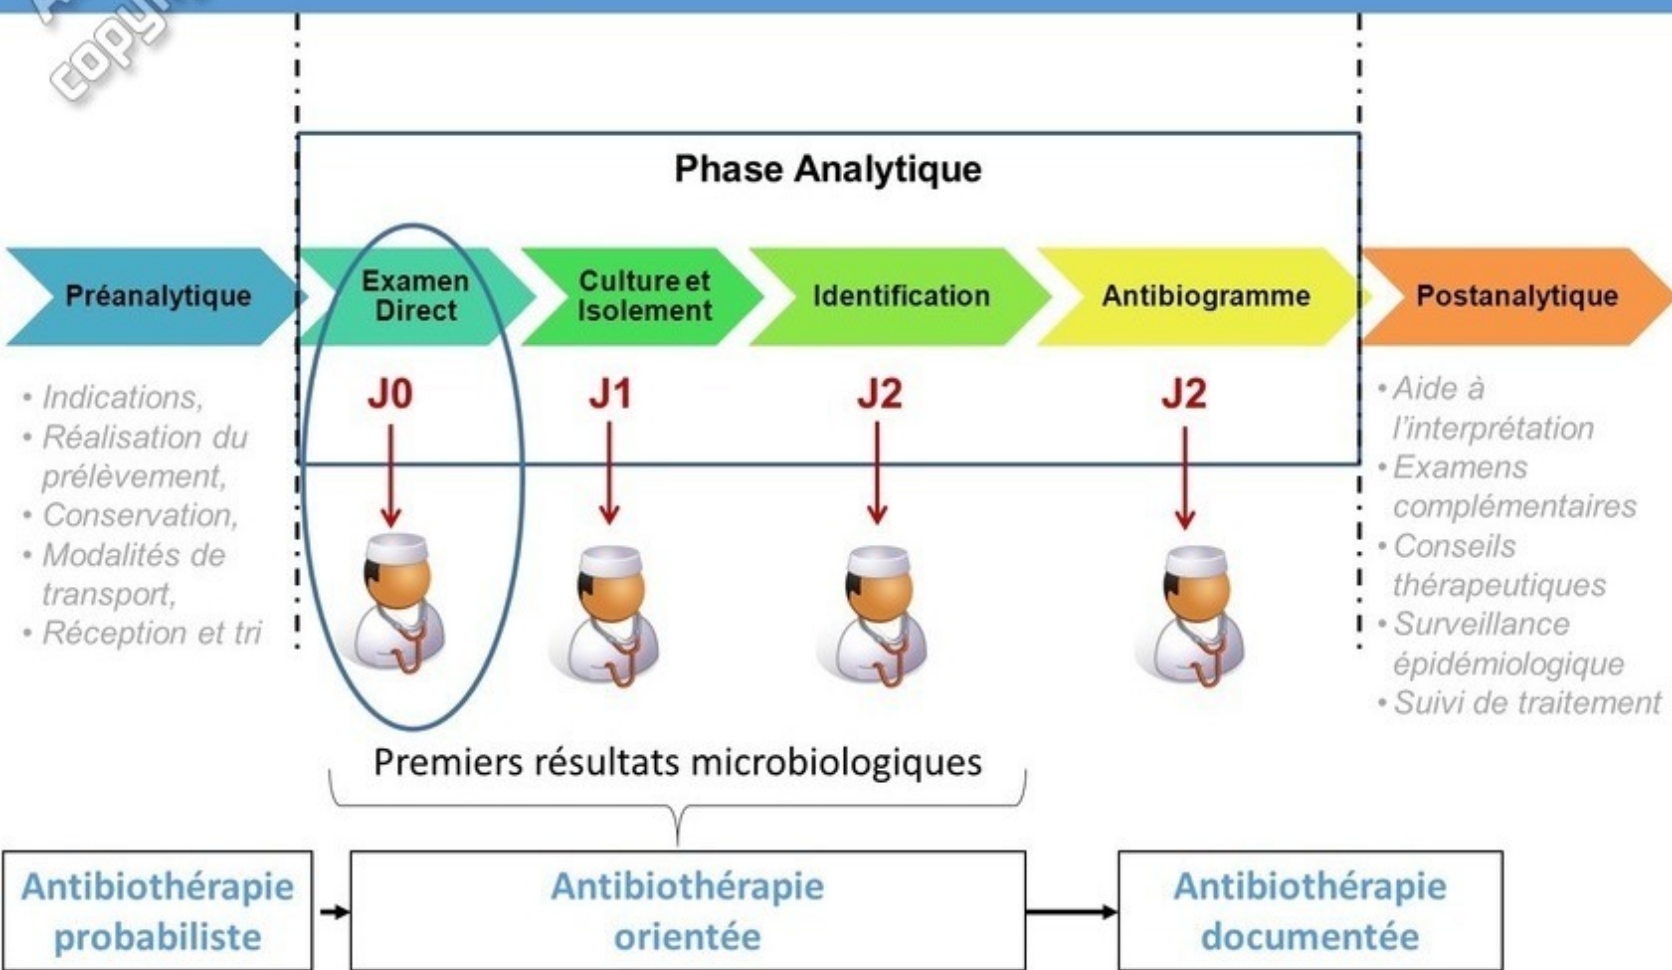 copy
Phase Analytique
Préanalytique
Examen
Direct
Culture et
Isolement
Identification
Antibiogramme
Postanalytique
J0
J1
J2
J2
• Indications,
• Réalisation du
prélèvement,
• Conservation,
• Modalités de
transport,
• Réception et tri
• Aide à
l'interprétation
• Examens
complémentaires
• Conseils
thérapeutiques
• Surveillance
épidémiologique
• Suivi de traitement
Premiers résultats microbiologiques
Antibiothérapie
probabiliste
Antibiothérapie
orientée
Antibiothérapie
documentée